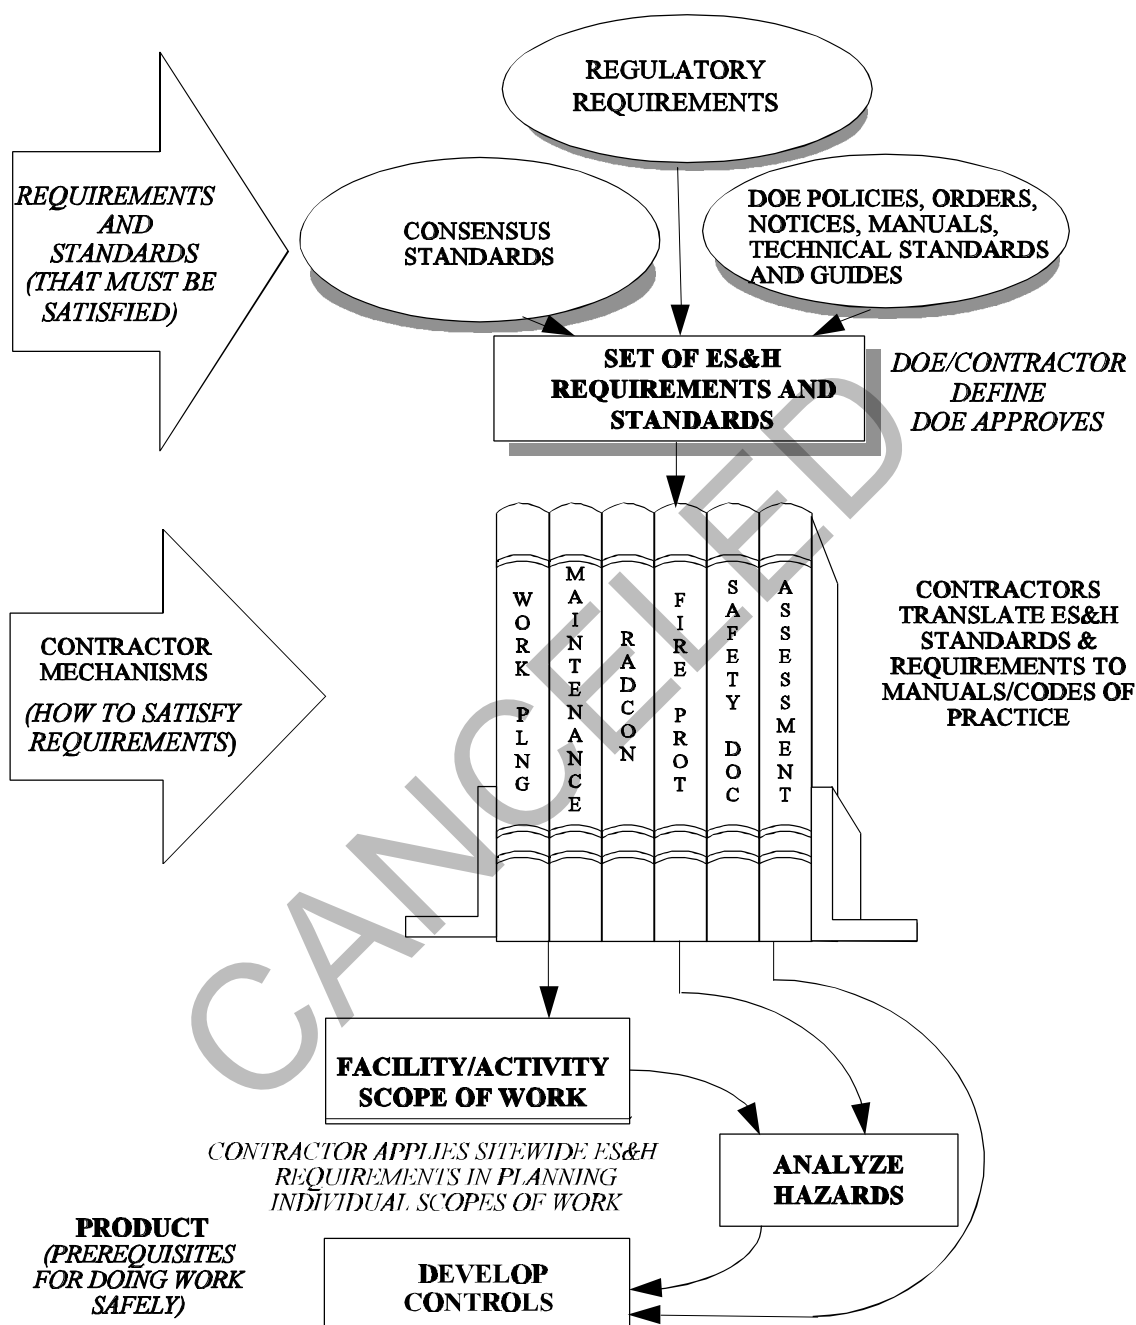 REGULATORY
REQUIREMENTS
CONSENSUS
STANDARDS
DOE POLICIES, ORDERS,
NOTICES, MANUALS,
TECHNICAL STANDARDS
AND GUIDES
REQUIREMENTS
AND
STANDARDS
(THAT MUST BE
SATISFIED)
SET OF ES&H
REQUIREMENTS AND
STANDARDS
DOE/CONTRACTOR
DEFINE
DOE APPROVES
CONTRACTOR
MECHANISMS
(HOW TO SATISFY
REQUIREMENTS)
WORK PLNG
MAINTENANCE
RADCON
FIRE PROT
SAFETY DOC
ASSESSMENT
CONTRACTORS
TRANSLATE ES&H
STANDARDS &
REQUIREMENTS TO
MANUALS/CODES OF
PRACTICE
CANCELED
FACILITY/ACTIVITY
SCOPE OF WORK
CONTRACTOR APPLIES SITEWIDE ES&H
REQUIREMENTS IN PLANNING
INDIVIDUAL SCOPES OF WORK
ANALYZE
HAZARDS
PRODUCT
(PREREQUISITES
FOR DOING WORK
SAFELY)
DEVELOP
CONTROLS